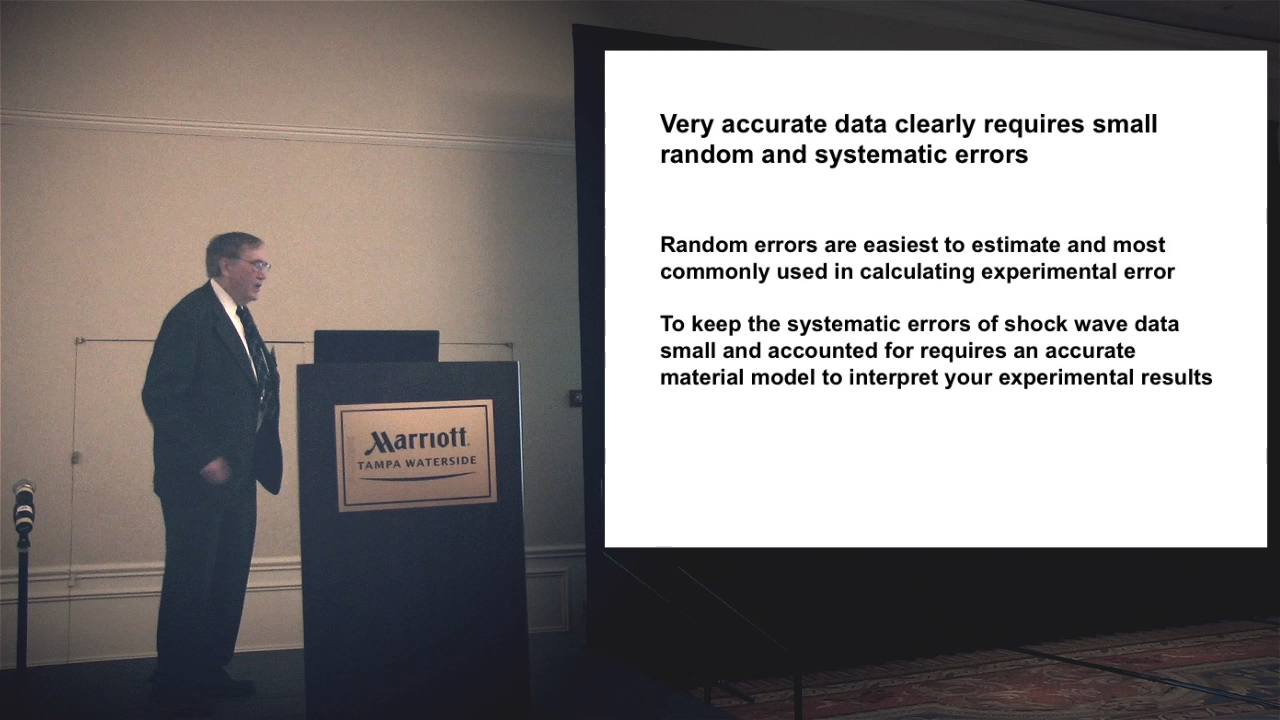 Very accurate data clearly requires small
random and systematic errors
Random errors are easiest to estimate and most
commonly used in calculating experimental error
To keep the systematic errors of shock wave data
small and accounted for requires an accurate
material model to interpret your experimental results
Marriott
TAMPA WATERSIDE